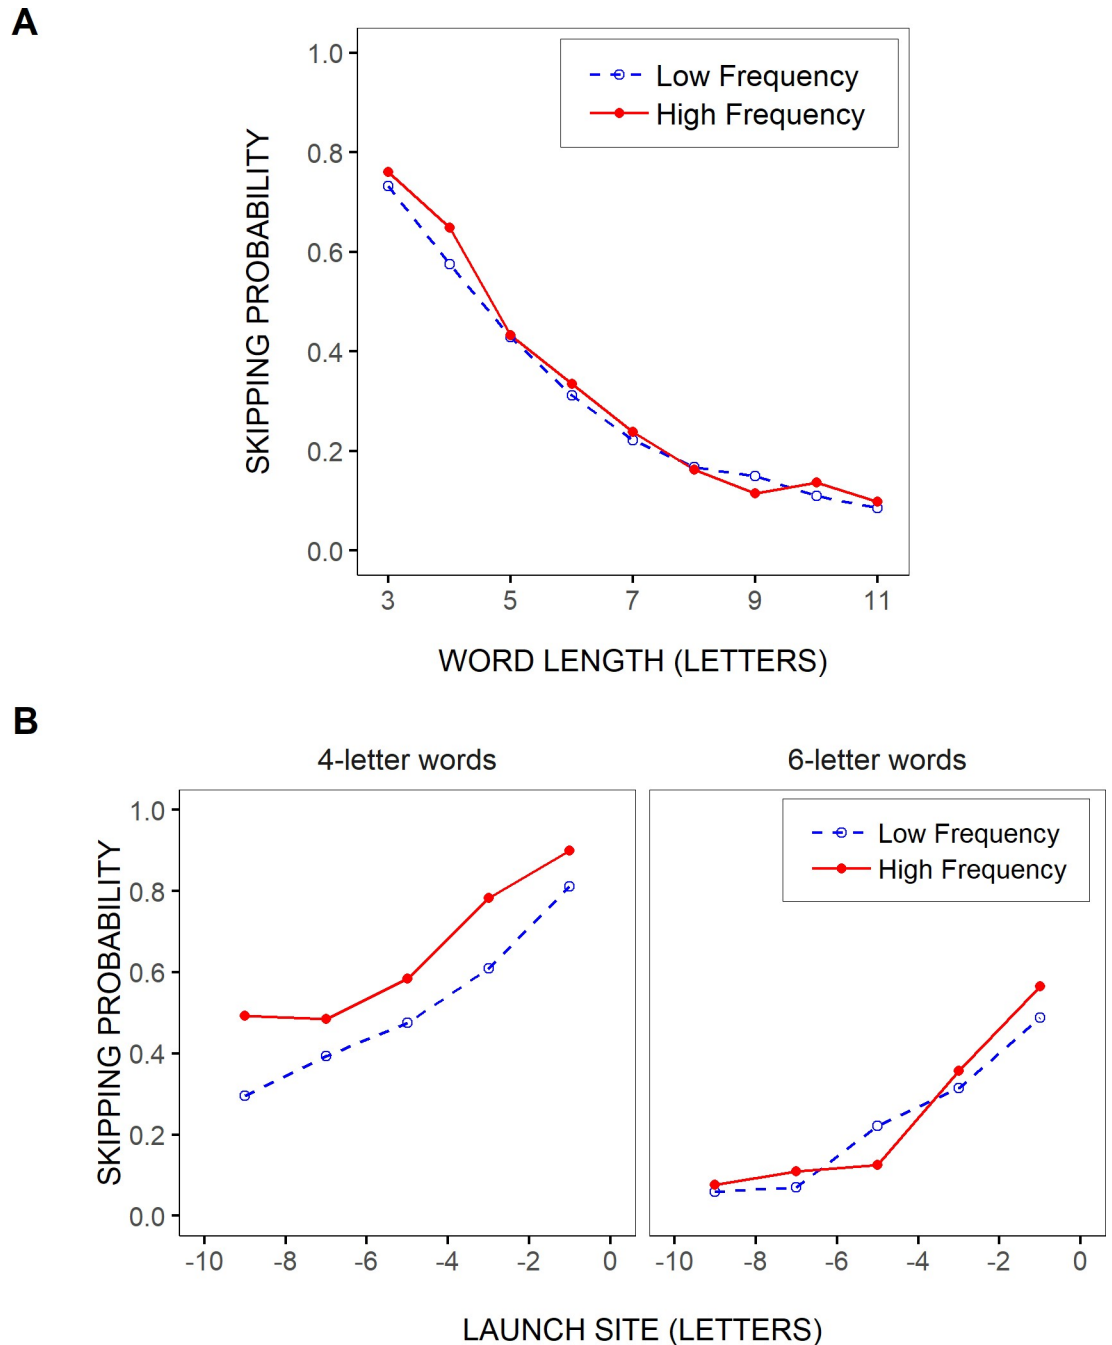 A
1.0
0.8
0.6
0.4
0.2
0.0
SKIPPING PROBABILITY
Low Frequency
High Frequency
3 5 7 9 11
WORD LENGTH (LETTERS)
B
4-letter words 6-letter words
1.0
0.8
0.6
0.4
0.2
0.0
SKIPPING PROBABILITY
Low Frequency
High Frequency
-10 -8 -6 -4 -2 0 -10 -8 -6 -4 -2 0
LAUNCH SITE (LETTERS)